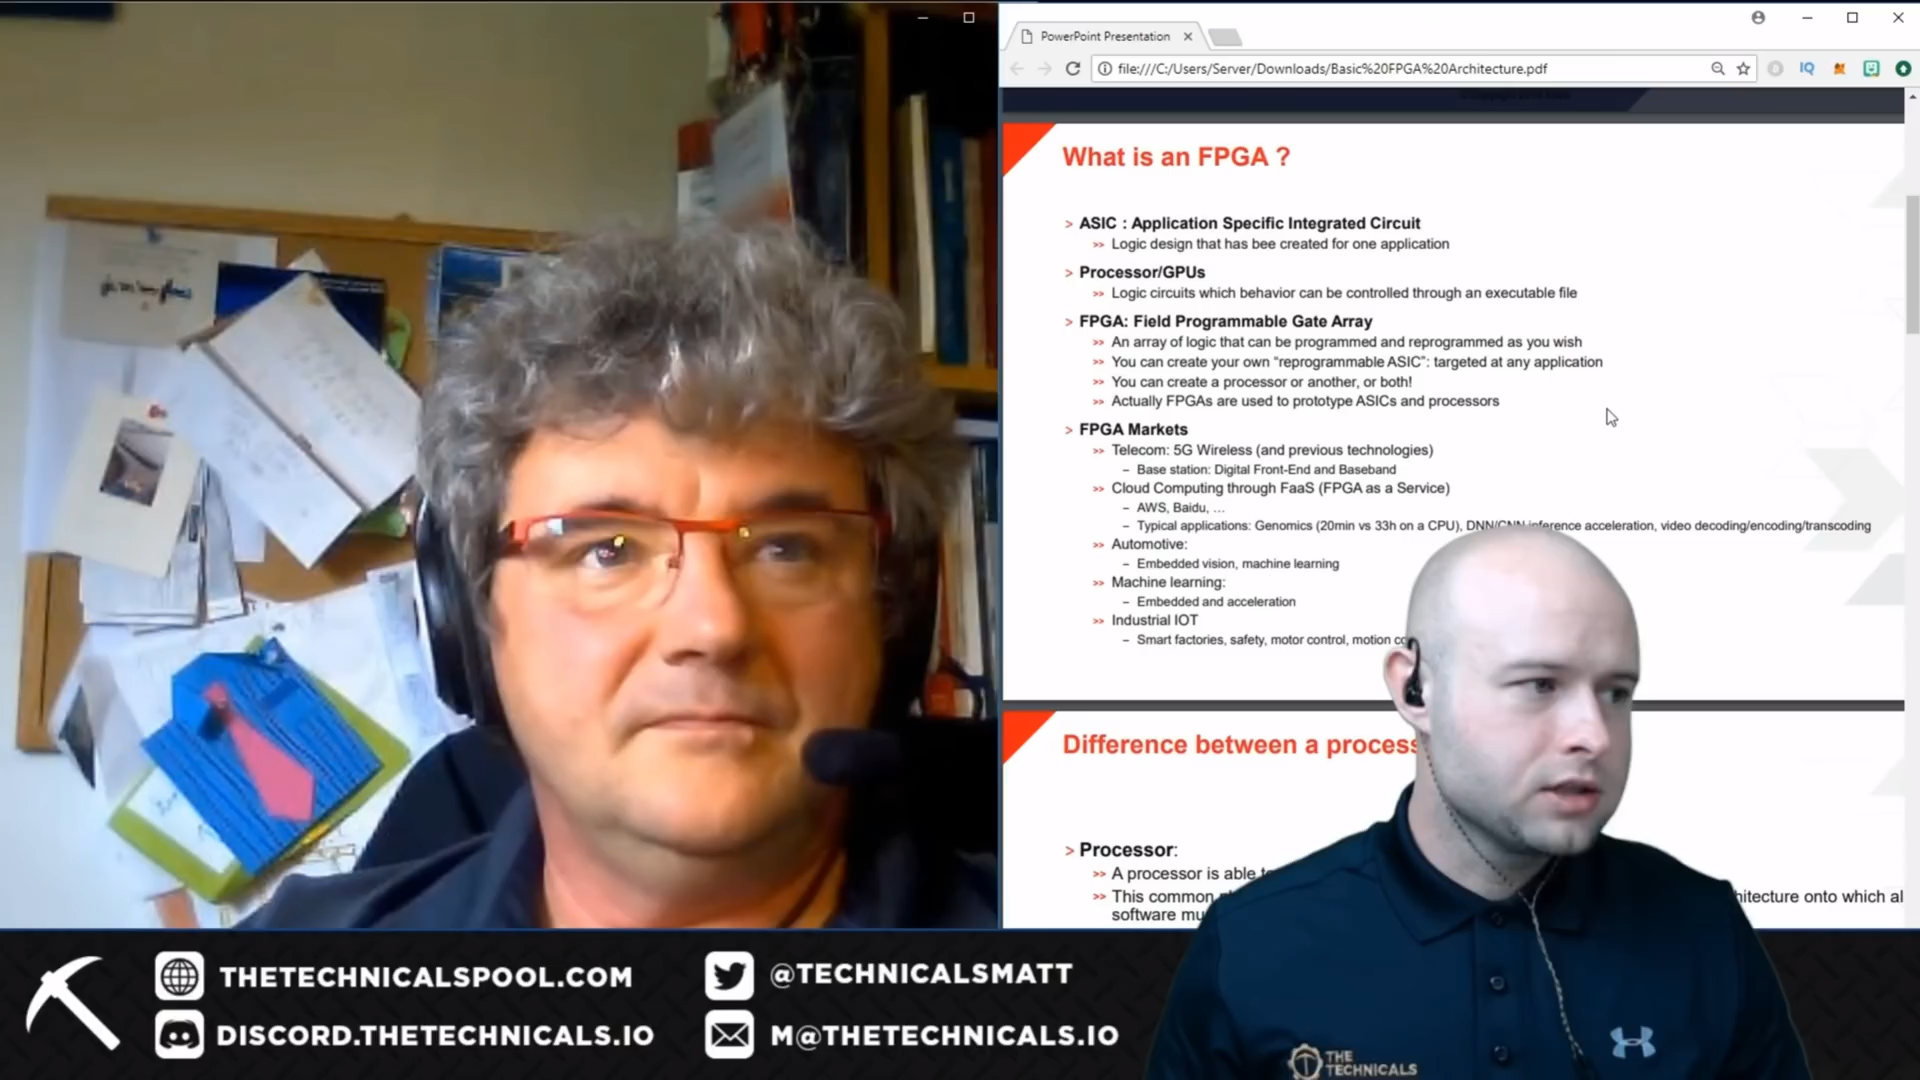 PowerPoint Presentation
file:///C:/Users/Server/Downloads/Basic%20FPGA%20Architecture.pdf
IQ
What is an FPGA ?
> ASIC : Application Specific Integrated Circuit
>> Logic design that has bee created for one application
> Processor/GPUs
>> Logic circuits which behavior can be controlled through an executable file
> FPGA: Field Programmable Gate Array
>> An array of logic that can be programmed and reprogrammed as you wish
>> You can create your own “reprogrammable ASIC”: targeted at any application
>> You can create a processor or another, or both!
>> Actually FPGAs are used to prototype ASICs and processors
> FPGA Markets
>> Telecom: 5G Wireless (and previous technologies)
– Base station: Digital Front-End and Baseband
>> Cloud Computing through FaaS (FPGA as a Service)
– AWS, Baidu, …
– Typical applications: Genomics (20min vs 33h on a CPU), DNN/CNN inference acceleration, video decoding/encoding/transcoding
>> Automotive:
– Embedded vision, machine learning
>> Machine learning:
– Embedded and acceleration
>> Industrial IOT
– Smart factories, safety, motor control, motion
Difference between a
> Processor:
>> A processor is able
>> This common
onto which
software
THETECHNICALSPOOL.COM
@TECHNICALSMATT
DISCORD.THETECHNICALS.IO
M@THETECHNICALS.IO
THE
TECHNICALS